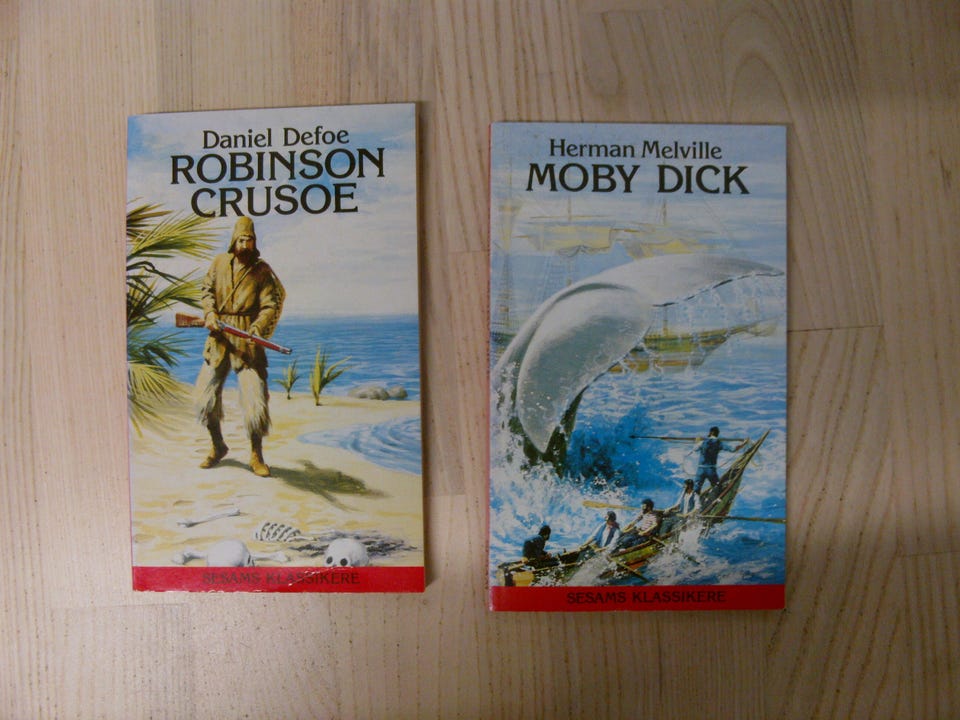 Daniel Defoe
ROBINSON
CRUSOE
SESAMS KLASSIKERE
Herman Melville
MOBY DICK
SESAMS KLASSIKERE